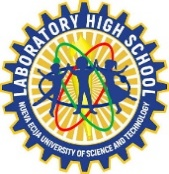 LABORATORY HIGH SCHOOL
NUEVA ECIJA UNIVERSITY OF SCIENCE AND TECHNOLOGY